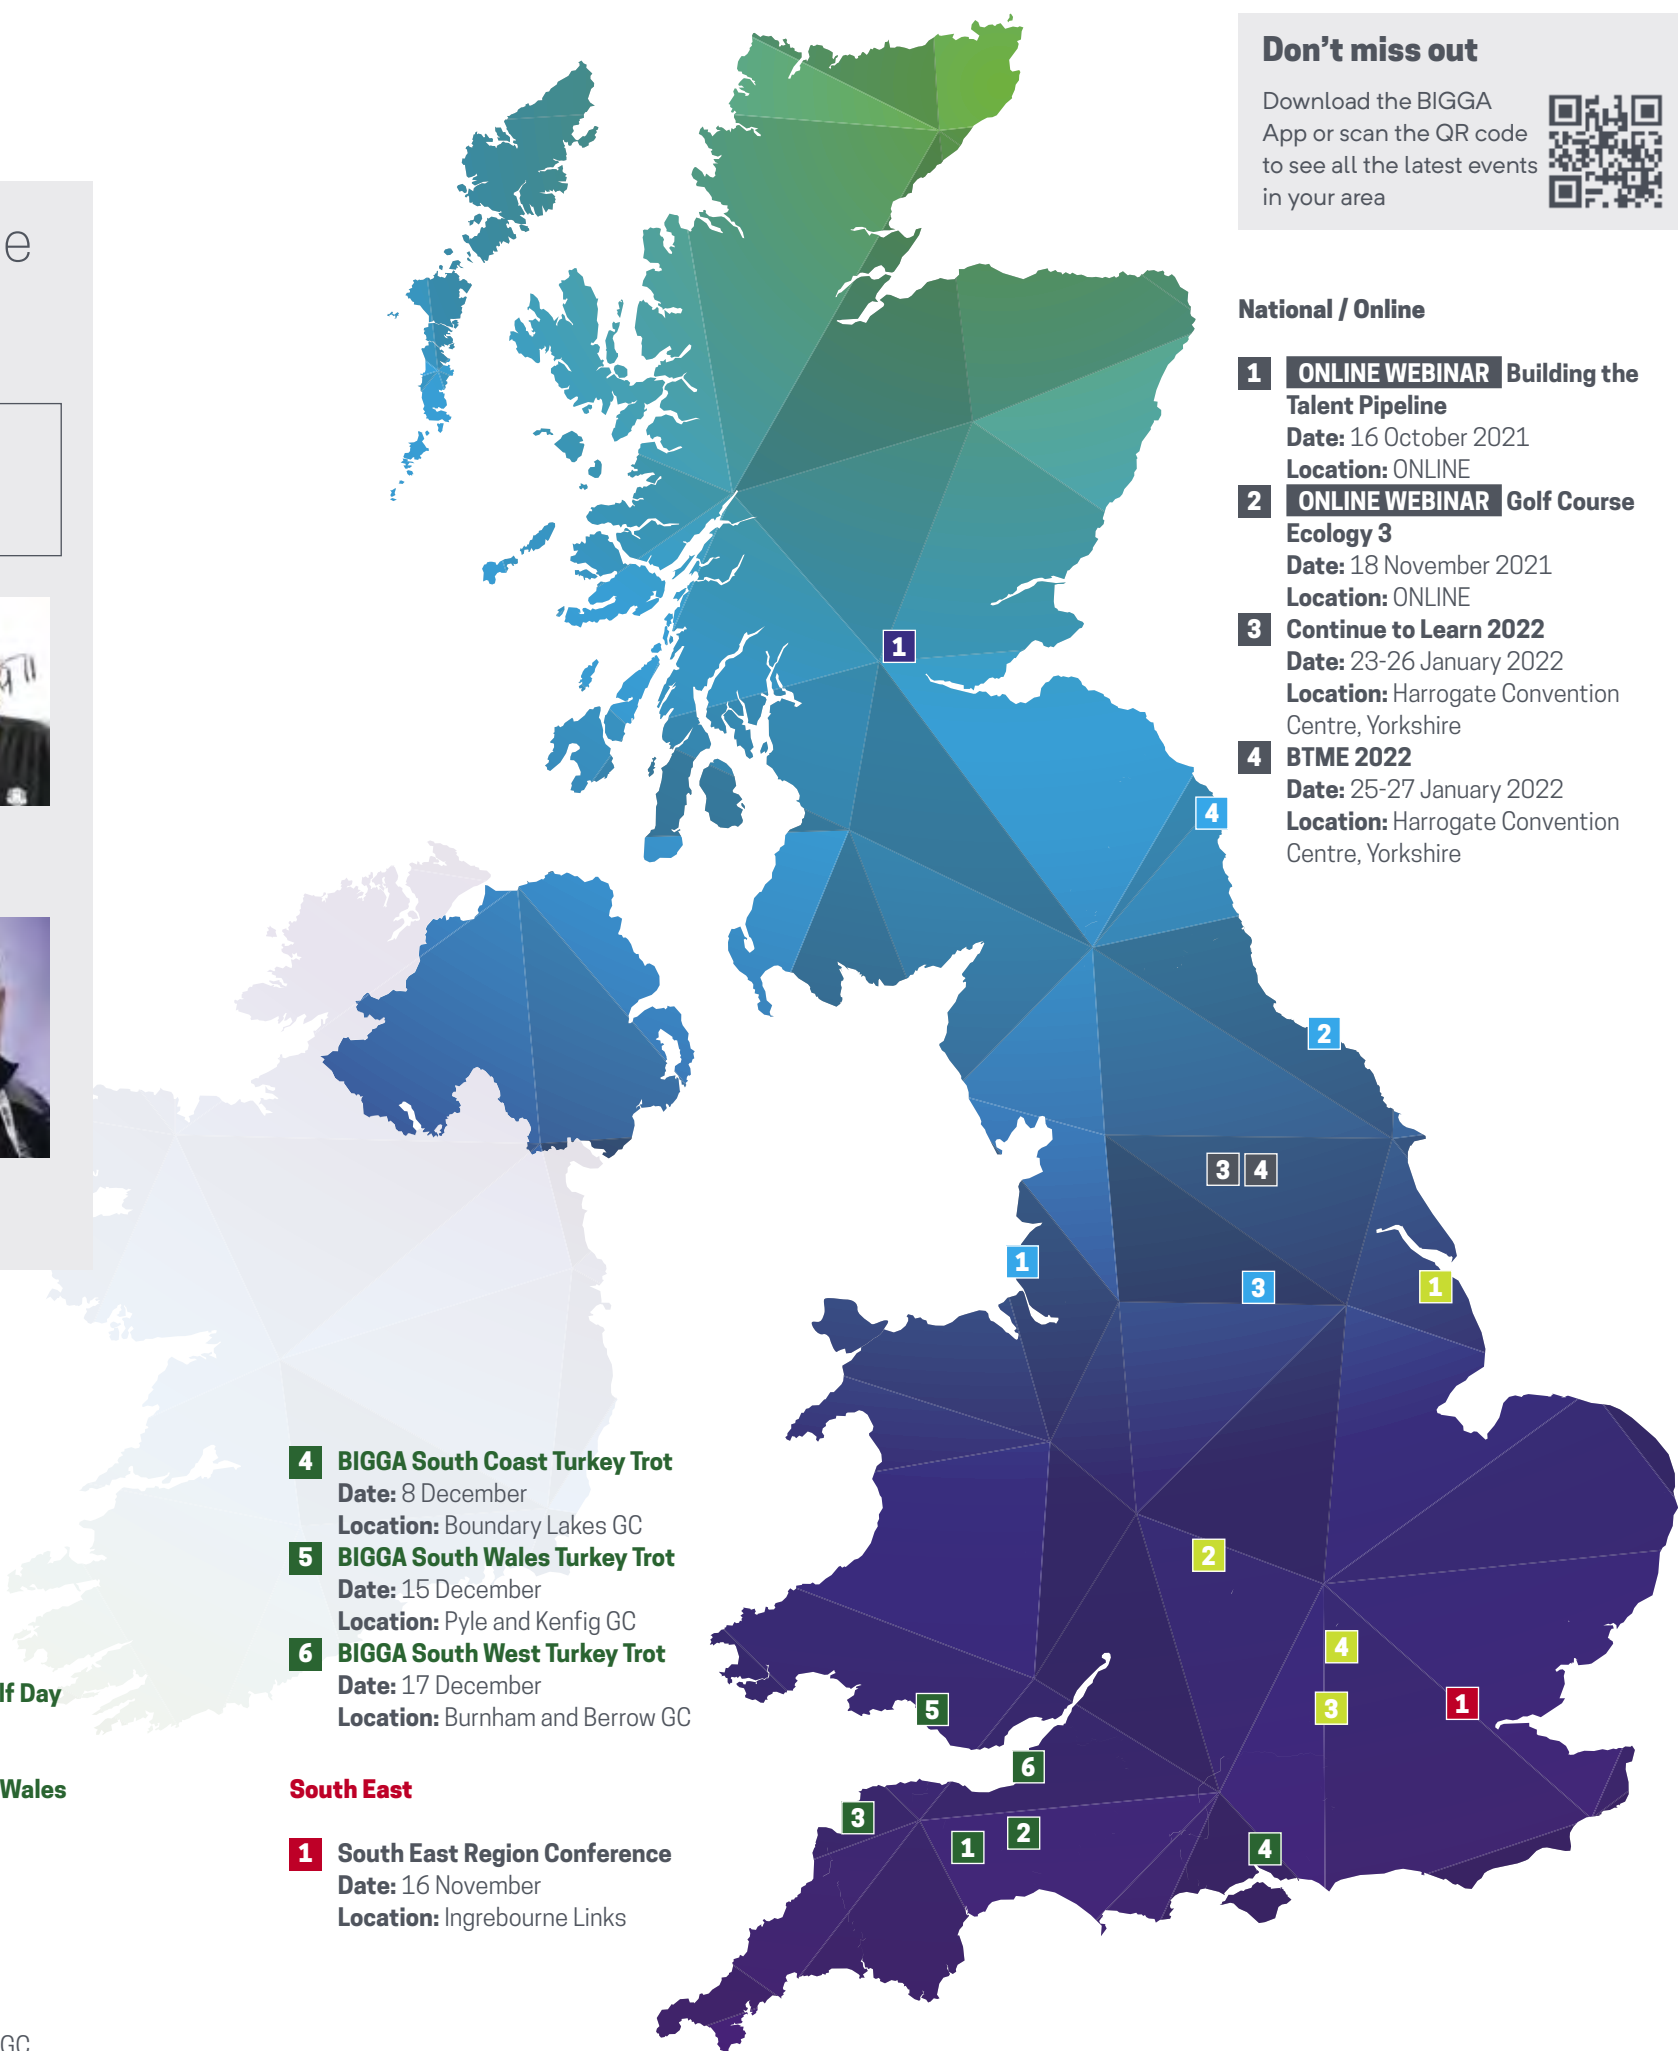 e
lf Day
Wales
GC
4 BIGGA South Coast Turkey Trot
Date: 8 December
Location: Boundary Lakes GC
5 BIGGA South Wales Turkey Trot
Date: 15 December
Location: Pyle and Kenfig GC
6 BIGGA South West Turkey Trot
Date: 17 December
Location: Burnham and Berrow GC
South East
1 South East Region Conference
Date: 16 November
Location: Ingrebourne Links
1
4
2
3 4
1
3
1
2
4
3
1
5
6
3
2
1
4
Don't miss out
Download the BIGGA
App or scan the QR code
to see all the latest events
in your area
National / Online
1 ONLINE WEBINAR Building the
Talent Pipeline
Date: 16 October 2021
Location: ONLINE
2 ONLINE WEBINAR Golf Course
Ecology 3
Date: 18 November 2021
Location: ONLINE
3 Continue to Learn 2022
Date: 23-26 January 2022
Location: Harrogate Convention
Centre, Yorkshire
4 BTME 2022
Date: 25-27 January 2022
Location: Harrogate Convention
Centre, Yorkshire